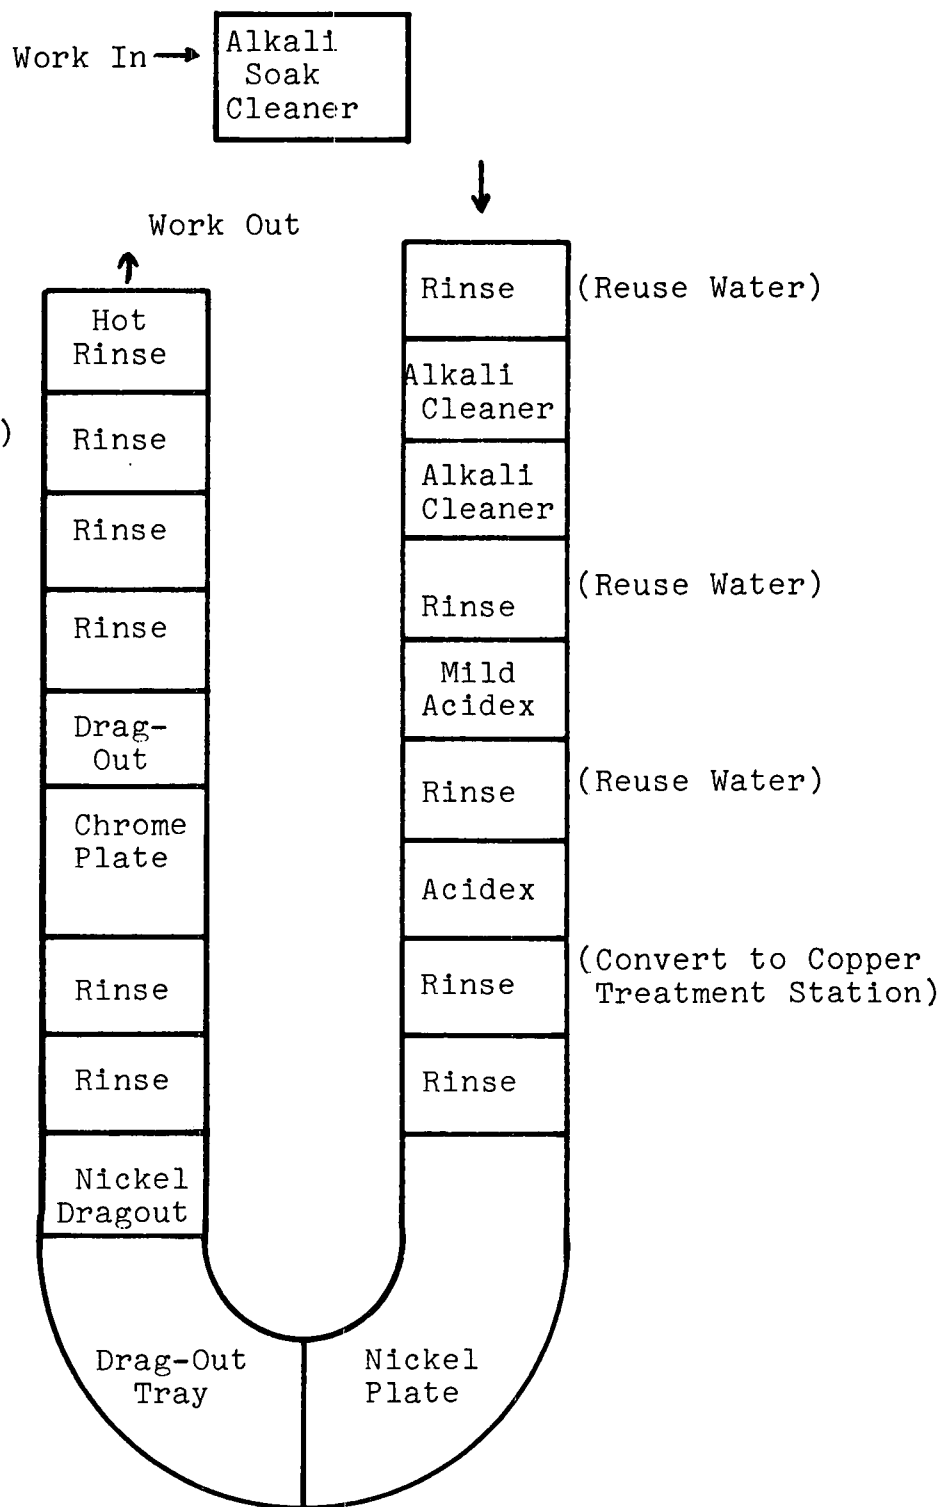 Work In
Alkali
Soak
Cleaner
Rinse
(Reuse Water)
Alkali
Cleaner
Alkali
Cleaner
Rinse
(Reuse Water)
Mild
Acidex
Rinse
(Reuse Water)
Acidex
Rinse
(Convert to Copper
Treatment Station)
Rinse
Nickel
Plate
Drag-Out
Tray
Nickel
Dragout
Rinse
Rinse
Chrome
Plate
Drag-
Out
Rinse
Rinse
Rinse
)
Hot
Rinse
Work Out